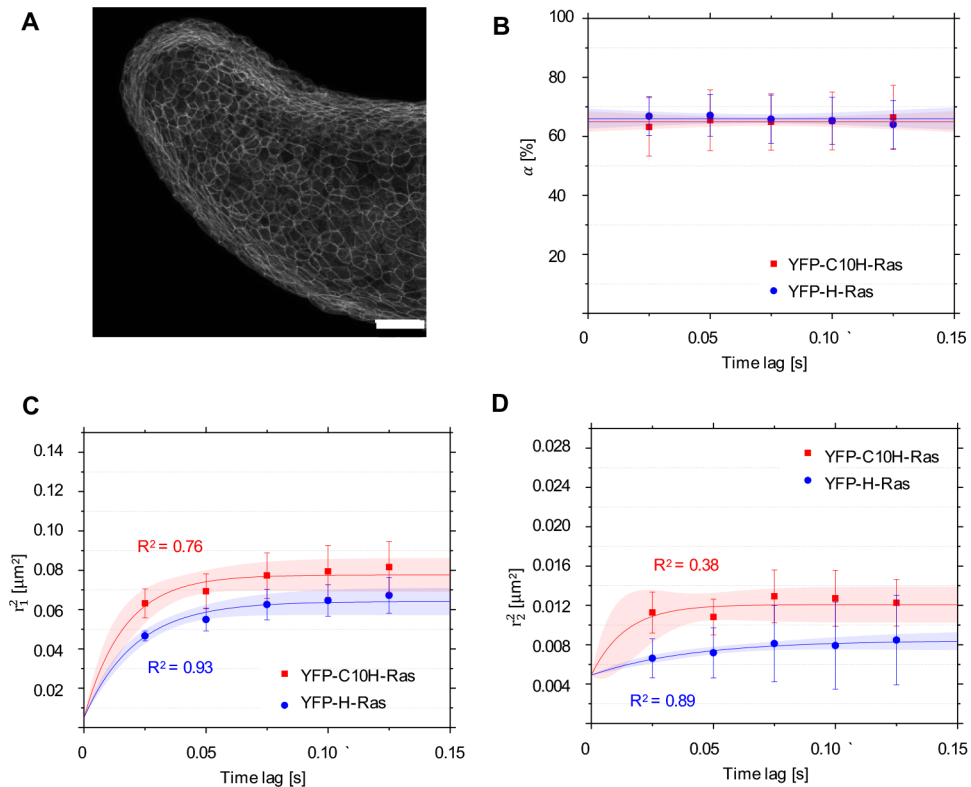 A
B
100
80
60
40
20
α [%]
YFP-C10H-Ras
YFP-H-Ras
0
0.05
0.10 `
0.15
Time lag [s]
C
0.14
0.12
0.10
0.08
0.06
0.04
0.02
r₁² [µm²]
R² = 0.76
R² = 0.93
YFP-C10H-Ras
YFP-H-Ras
0
0.05
0.10 `
0.15
Time lag [s]
D
0.028
0.024
0.020
0.016
0.012
0.008
0.004
r₂² [µm²]
YFP-C10H-Ras
YFP-H-Ras
R² = 0.38
R² = 0.89
0
0.05
0.10 `
0.15
Time lag [s]